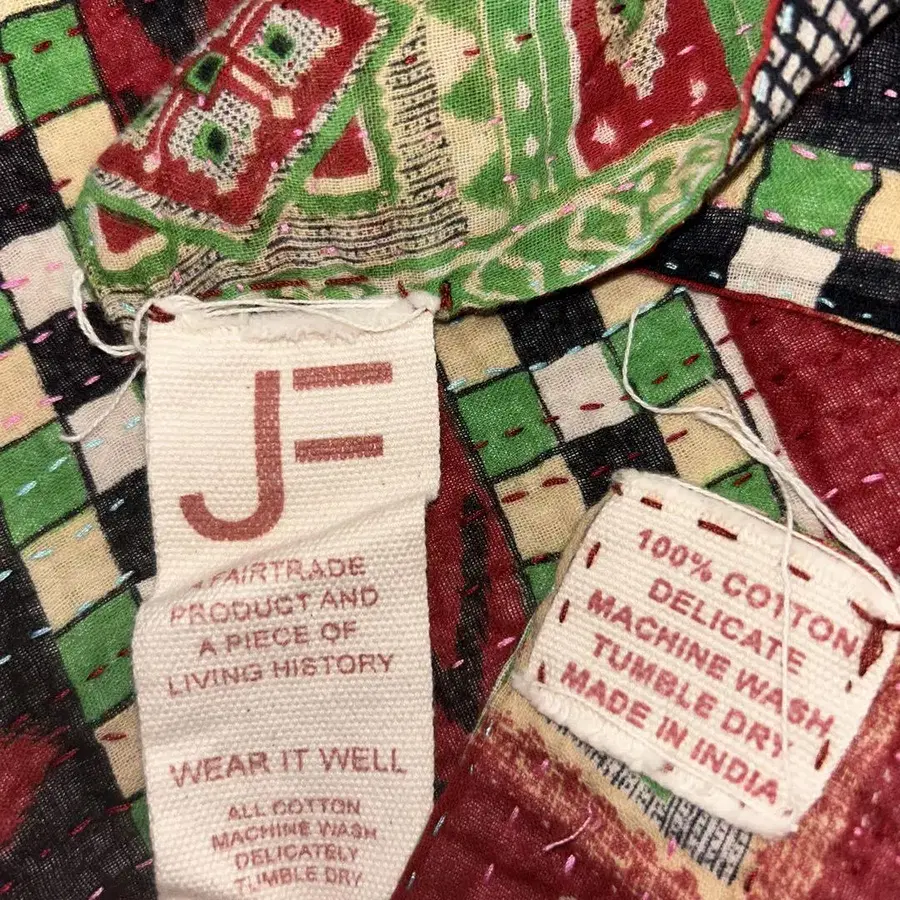 JF
A FAIRTRADE
PRODUCT AND
A PIECE OF
LIVING HISTORY
WEAR IT WELL
ALL COTTON
MACHINE WASH
DELICATELY
TUMBLE DRY
100% COTTON
DELICATE
MACHINE WASH
TUMBLE DRY
MADE IN INDIA